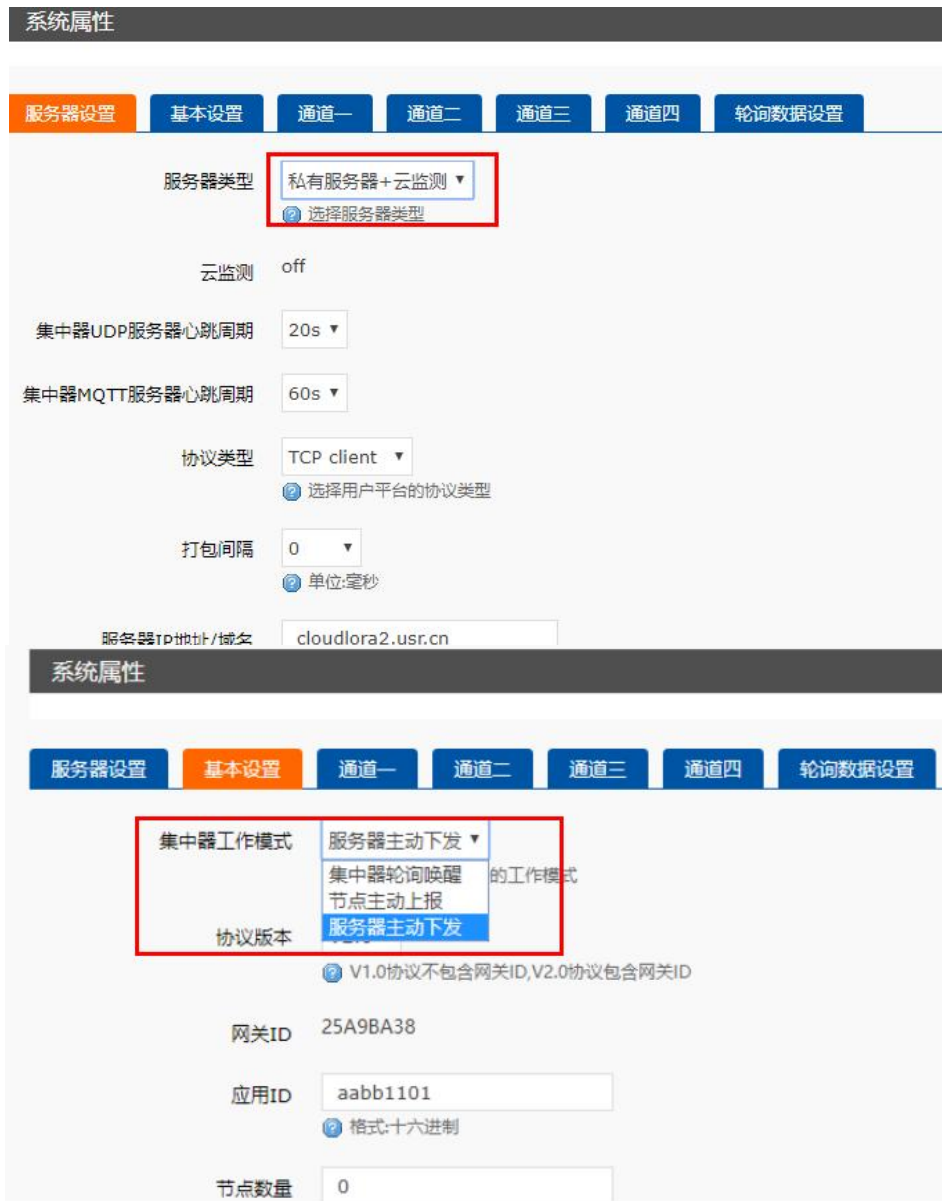 系统属性
服务器设置 基本设置 通道一 通道二 通道三 通道四 轮询数据设置
服务器类型 私有服务器+云监测
选择服务器类型
云监测 off
集中器UDP服务器心跳周期 20s
集中器MQTT服务器心跳周期 60s
协议类型 TCP client
选择用户平台的协议类型
打包间隔 0
单位:毫秒
服务器IP地址/域名 cloudlora2.usr.cn
系统属性
服务器设置 基本设置 通道一 通道二 通道三 通道四 轮询数据设置
集中器工作模式 服务器主动下发
集中器轮询唤醒 的工作模式
节点主动上报
协议版本 服务器主动下发
V1.0协议不包含网关ID,V2.0协议包含网关ID
网关ID 25A9BA38
应用ID aabb1101
格式:十六进制
节点数量 0